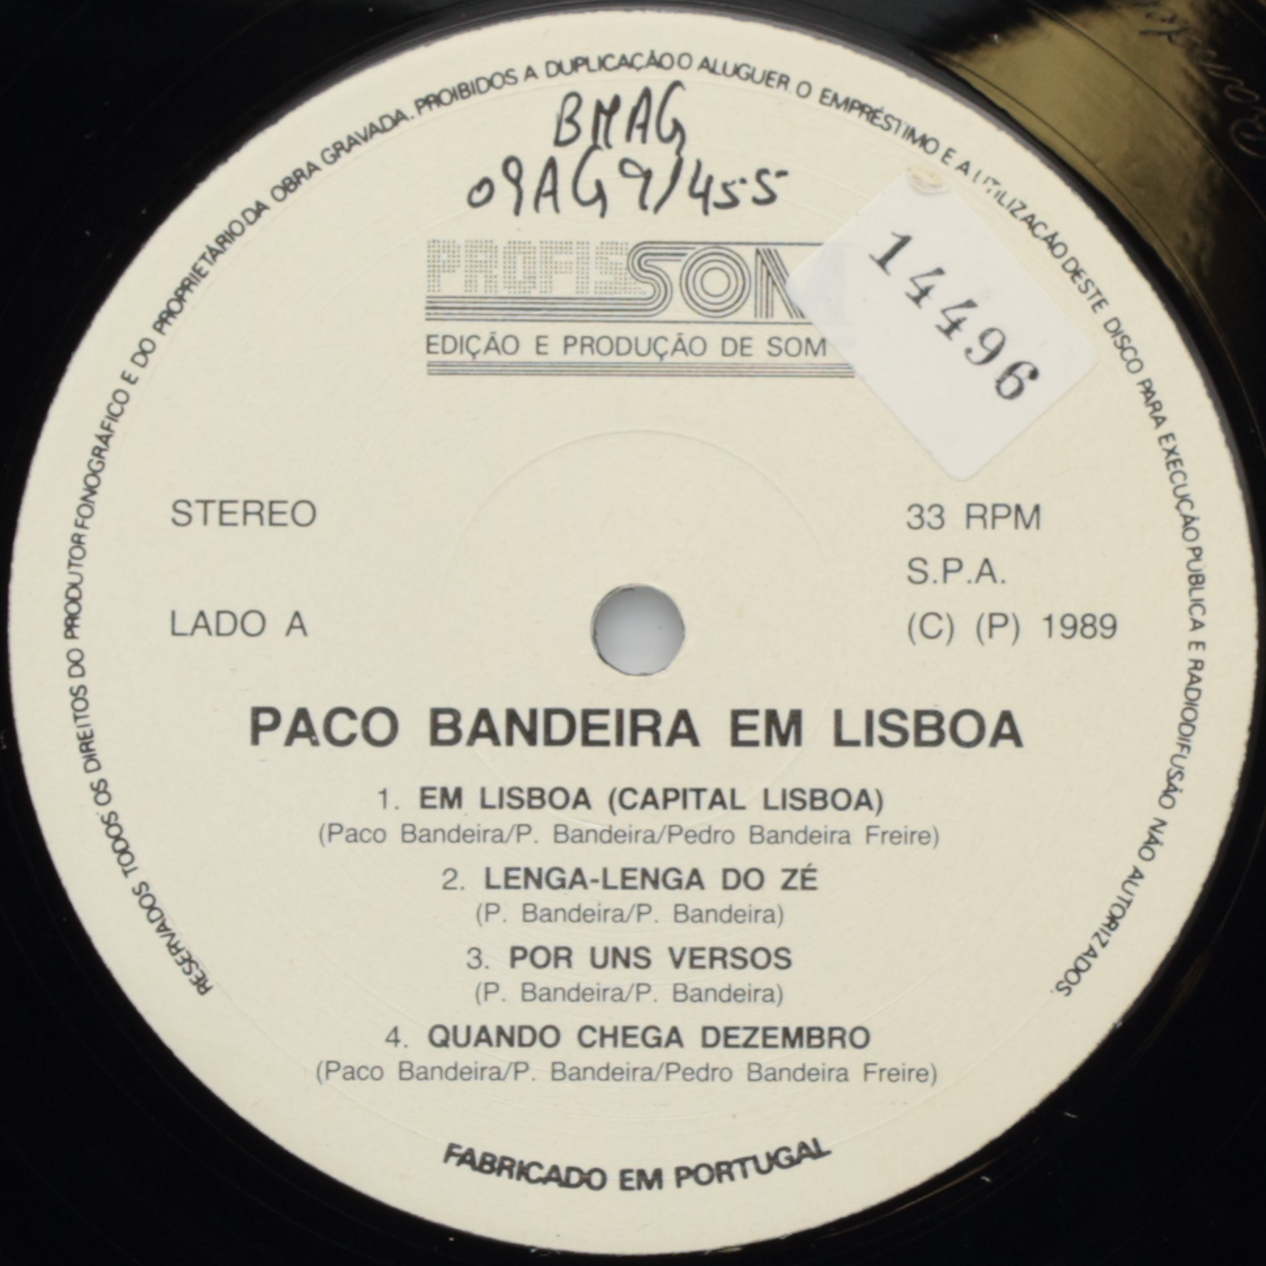 RESERVADOS TODOS OS DIREITOS DO PRODUTOR FONOGRÁFICO E DO PROPRIETÁRIO DA OBRA GRAVADA. PROIBIDOS A DUPLICAÇÃO O ALUGUER O EMPRÉSTIMO E A UTILIZAÇÃO DESTE DISCO PARA EXECUÇÃO PÚBLICA E RADIODIFUSÃO NÃO AUTORIZADOS.
BMAG
09AG9/455
14496
PROFISSOM
EDIÇÃO E PRODUÇÃO DE SOM
STEREO
33 RPM
S.P.A.
LADO A
(C) (P) 1989
PACO BANDEIRA EM LISBOA
1. EM LISBOA (CAPITAL LISBOA)
(Paco Bandeira/P. Bandeira/Pedro Bandeira Freire)
2. LENGA-LENGA DO ZÉ
(P. Bandeira/P. Bandeira)
3. POR UNS VERSOS
(P. Bandeira/P. Bandeira)
4. QUANDO CHEGA DEZEMBRO
(Paco Bandeira/P. Bandeira/Pedro Bandeira Freire)
FABRICADO EM PORTUGAL